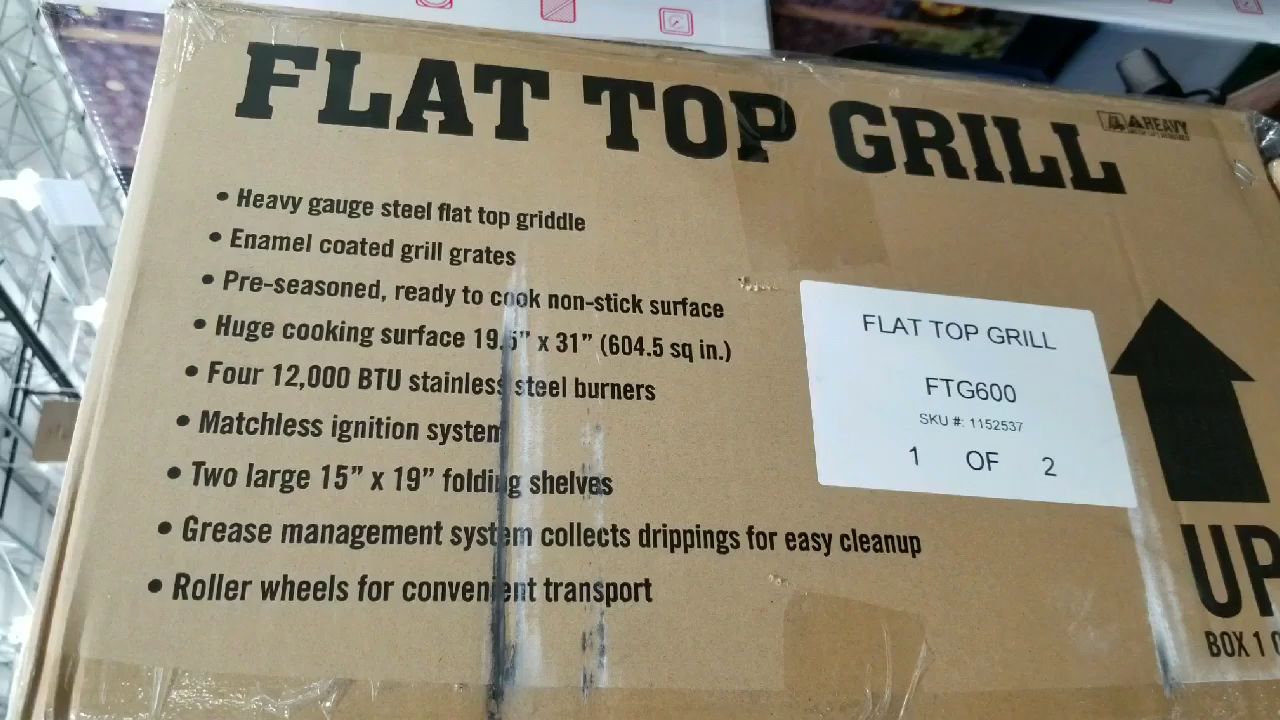 FLAT TOP GRILL
HEAVY
• Heavy gauge steel flat top griddle
• Enamel coated grill grates
• Pre-seasoned, ready to cook non-stick surface
• Huge cooking surface 19.5” x 31” (604.5 sq in.)
• Four 12,000 BTU stainless steel burners
• Matchless ignition system
• Two large 15” x 19” folding shelves
• Grease management system collects drippings for easy cleanup
• Roller wheels for convenient transport
FLAT TOP GRILL
FTG600
SKU #: 1152537
1 OF 2
UP
BOX 1